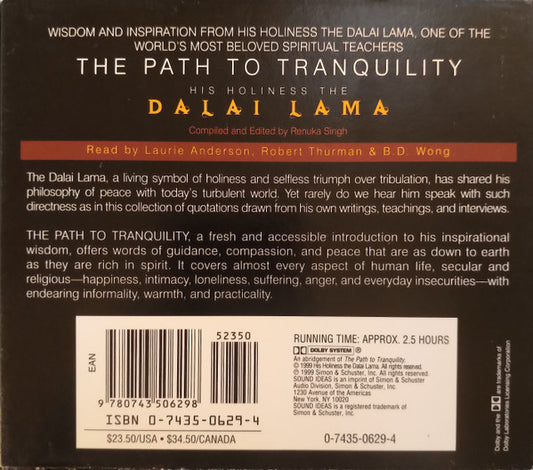 WISDOM AND INSPIRATION FROM HIS HOLINESS THE DALAI LAMA, ONE OF THE
WORLD'S MOST BELOVED SPIRITUAL TEACHERS
THE PATH TO TRANQUILITY
HIS HOLINESS THE
DALAI LAMA
Compiled and Edited by Renuka Singh
Read by Laurie Anderson, Robert Thurman & B.D. Wong
The Dalai Lama, a living symbol of holiness and selfless triumph over tribulation, has shared his
philosophy of peace with today's turbulent world. Yet rarely do we hear him speak with such
directness as in this collection of quotations drawn from his own writings, teachings, and interviews.
THE PATH TO TRANQUILITY, a fresh and accessible introduction to his inspirational
wisdom, offers words of guidance, compassion, and peace that are as down to earth
as they are rich in spirit. It covers almost every aspect of human life, secular and
religious—happiness, intimacy, loneliness, suffering, anger, and everyday insecurities—with
endearing informality, warmth, and practicality.
EAN
52350
9 780743 506298
ISBN 0-7435-0629-4
$23.50/USA • $34.50/CANADA
RUNNING TIME: APPROX. 2.5 HOURS
DOLBY SYSTEM ®
An abridgement of The Path to Tranquility.
© 1999 His Holiness the Dalai Lama. All rights reserved.
℗ 1999 Simon & Schuster, Inc. All rights reserved.
SOUND IDEAS is an imprint of Simon & Schuster
Audio Division, Simon & Schuster, Inc.
1230 Avenue of the Americas
New York, NY 10020
SOUND IDEAS is a registered trademark of
Simon & Schuster, Inc.
0-7435-0629-4
Dolby and the DD are trademarks of
Dolby Laboratories Licensing Corporation